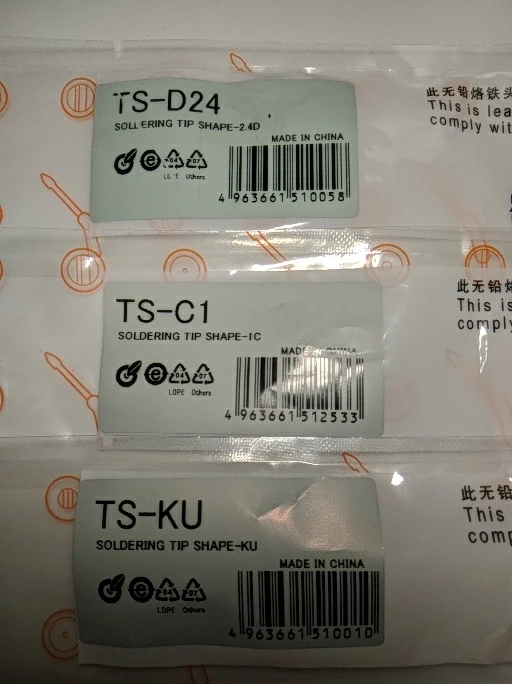 TS-D24
SOLDERING TIP SHAPE-2.4D
MADE IN CHINA
04 07
LDPE Others
4 963661 510058
此无铅烙铁头
This is lea
comply wit
TS-C1
SOLDERING TIP SHAPE-1C
MADE IN CHINA
04 07
LDPE Others
4 963661 512533
此无铅烙
This is
comply
TS-KU
SOLDERING TIP SHAPE-KU
MADE IN CHINA
04 07
LDPE Others
4 963661 510010
此无铅
This
comp